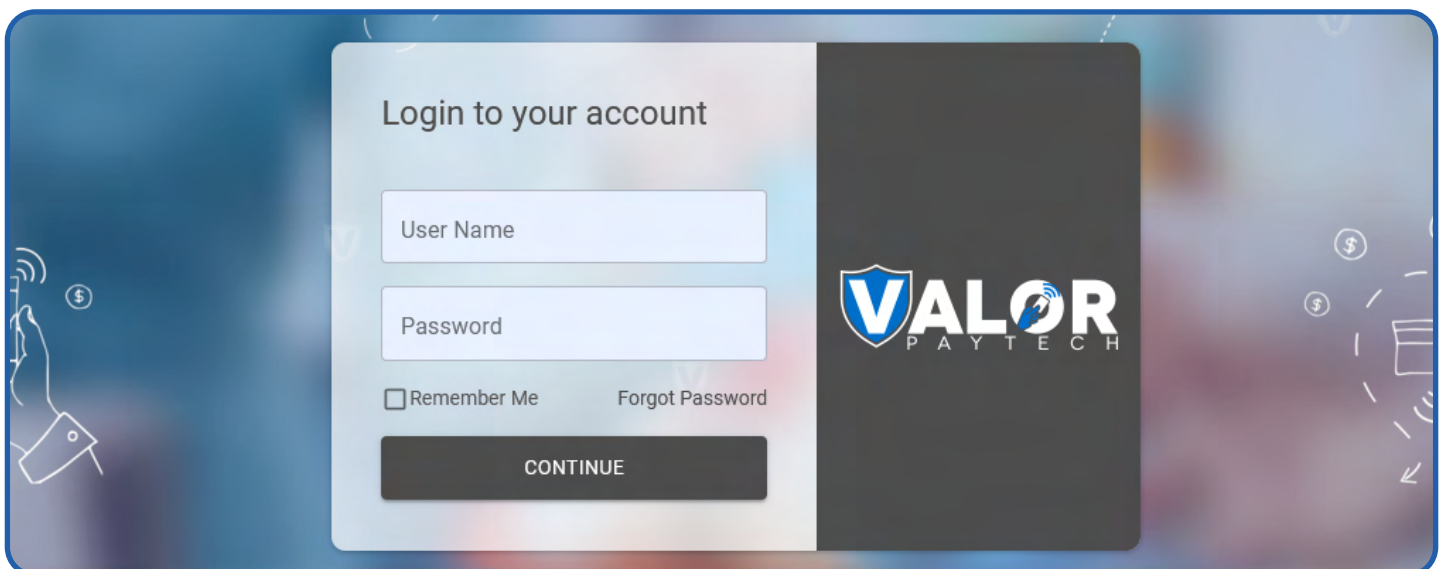 Login to your account
User Name
Password
Remember Me
Forgot Password
CONTINUE
VALOR
PAYTECH